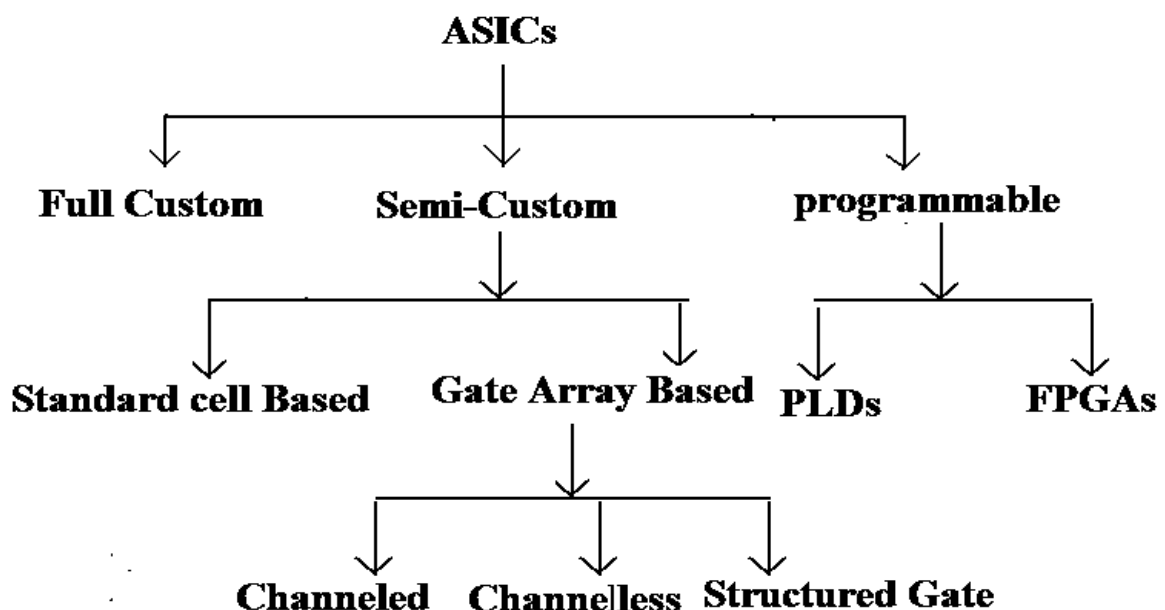 ASICs
Full Custom
Semi-Custom
programmable
Standard cell Based
Gate Array Based
PLDs
FPGAs
Channeled
Channelless
Structured Gate